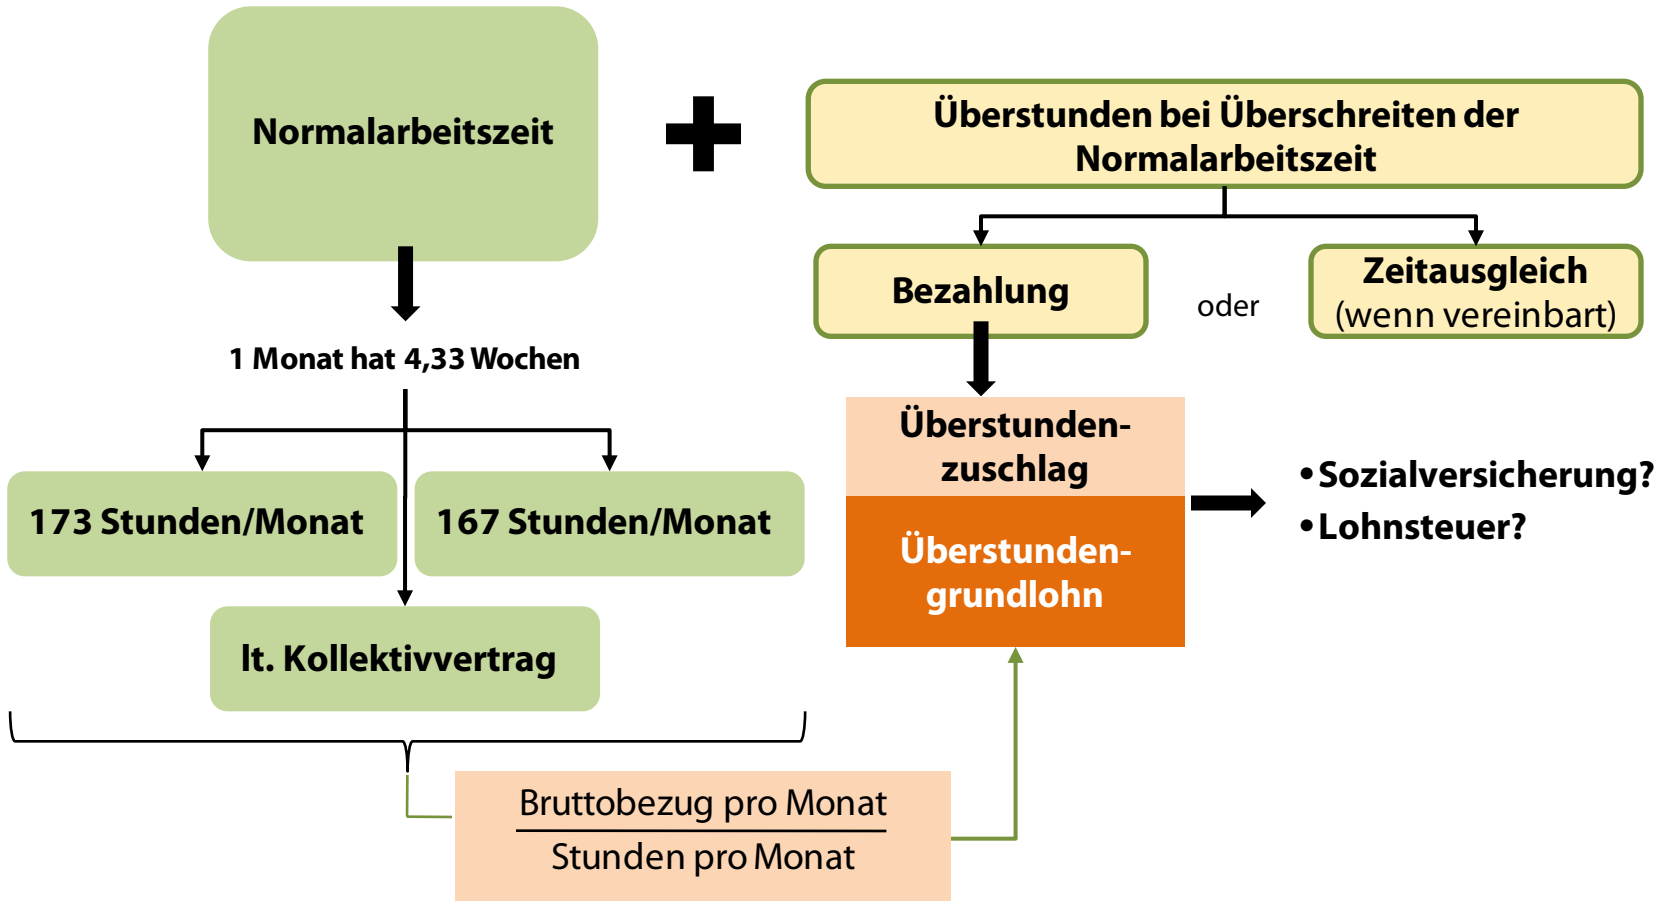 Normalarbeitszeit
Überstunden bei Überschreiten der
Normalarbeitszeit
Bezahlung
oder
Zeitausgleich
(wenn vereinbart)
1 Monat hat 4,33 Wochen
173 Stunden/Monat
167 Stunden/Monat
lt. Kollektivvertrag
Überstunden-
zuschlag
Überstunden-
grundlohn
•Sozialversicherung?
•Lohnsteuer?
Bruttobezug pro Monat
Stunden pro Monat